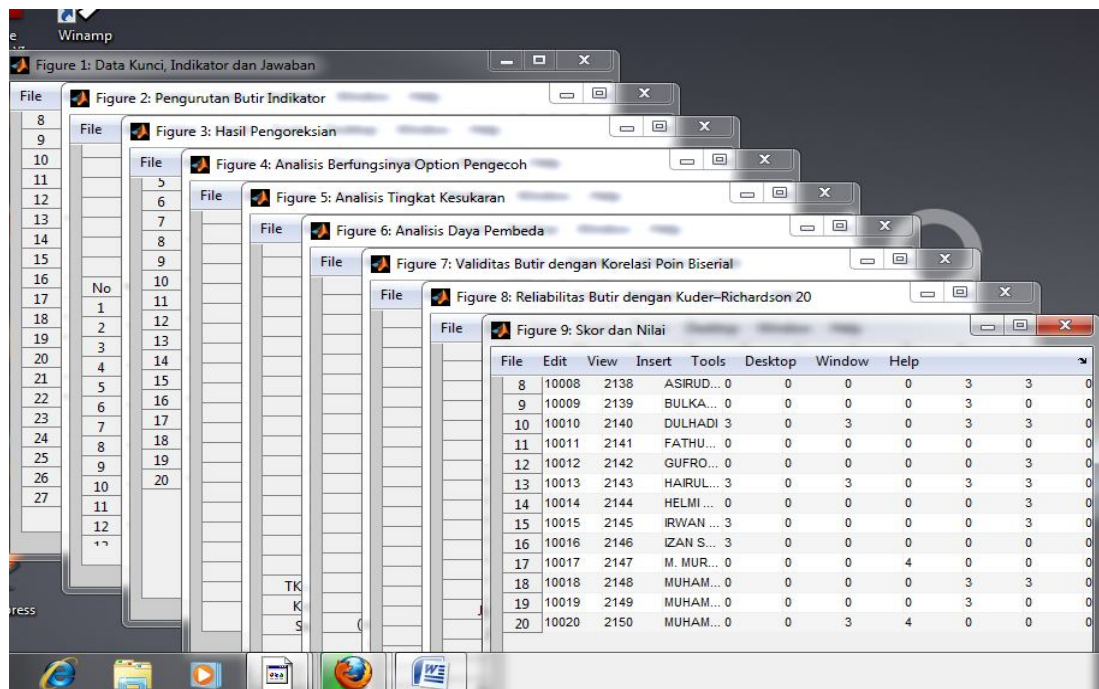 Winamp
Figure 1: Data Kunci, Indikator dan Jawaban
File
8
9
10
11
12
13
14
15
16
17
18
19
20
21
22
23
24
25
26
27
Figure 2: Pengurutan Butir Indikator
File
No
1
2
3
4
5
6
7
8
9
10
11
12
Figure 3: Hasil Pengoreksian
File
5
6
7
8
9
10
11
12
13
14
15
16
17
18
19
20
Figure 4: Analisis Berfungsinya Option Pengecoh
File
TK
K
S
Figure 5: Analisis Tingkat Kesukaran
File
(
Figure 6: Analisis Daya Pembeda
File
Figure 7: Validitas Butir dengan Korelasi Poin Biserial
File
J
Figure 8: Reliabilitas Butir dengan Kuder–Richardson 20
File
Figure 9: Skor dan Nilai
File Edit View Insert Tools Desktop Window Help
8 10008 2138 ASIRUD... 0 0 0 0 3 3 0
9 10009 2139 BULKA... 0 0 0 0 3 0 0
10 10010 2140 DULHADI 3 0 3 0 3 3 0
11 10011 2141 FATHU... 0 0 0 0 0 0 0
12 10012 2142 GUFRO... 0 0 0 0 0 3 0
13 10013 2143 HAIRUL... 3 0 3 0 3 3 0
14 10014 2144 HELMI ... 0 0 0 0 0 3 0
15 10015 2145 IRWAN ... 3 0 0 0 0 3 0
16 10016 2146 IZAN S... 3 0 0 0 0 0 0
17 10017 2147 M. MUR... 0 0 0 4 0 0 0
18 10018 2148 MUHAM... 0 0 0 0 3 3 0
19 10019 2149 MUHAM... 0 0 0 0 3 0 0
20 10020 2150 MUHAM... 0 0 3 4 0 0 0
ress